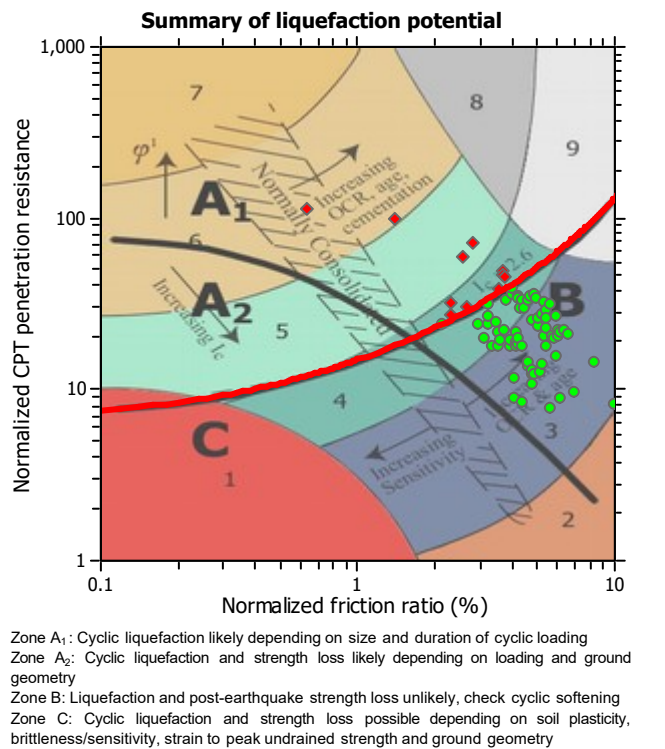 Summary of liquefaction potential
Normalized CPT penetration resistance
1,000
100
10
1
7
8
9
φ'
A1
Normally Consolidated
Increasing
OCR, age,
cementation
6
A2
Increasing Ic
5
Ic 2.6
B
4
C
1
Increasing
Sensitivity
OCR & age
3
2
0.1
1
10
Normalized friction ratio (%)
Zone A1: Cyclic liquefaction likely depending on size and duration of cyclic loading
Zone A2: Cyclic liquefaction and strength loss likely depending on loading and ground
geometry
Zone B: Liquefaction and post-earthquake strength loss unlikely, check cyclic softening
Zone C: Cyclic liquefaction and strength loss possible depending on soil plasticity,
brittleness/sensitivity, strain to peak undrained strength and ground geometry